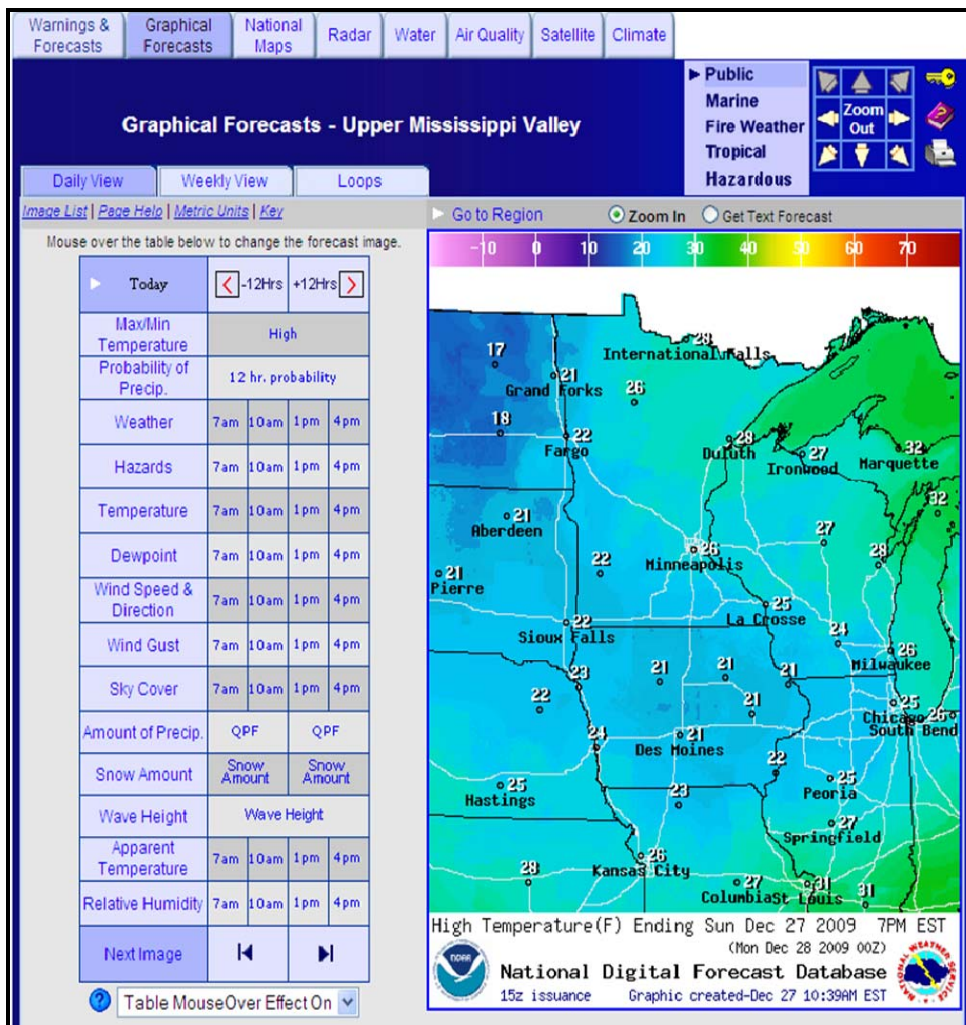 Warnings &
Forecasts
Graphical
Forecasts
National
Maps
Radar
Water
Air Quality
Satellite
Climate
Graphical Forecasts - Upper Mississippi Valley
Public
Marine
Fire Weather
Tropical
Hazardous
Zoom
Out
Daily View
Weekly View
Loops
Image List | Page Help | Metric Units | Key
Go to Region
Zoom In
Get Text Forecast
Mouse over the table below to change the forecast image.
Today
-12Hrs
+12Hrs
Max/Min
Temperature
High
Probability of
Precip.
12 hr. probability
Weather
7am 10am 1pm 4pm
Hazards
7am 10am 1pm 4pm
Temperature
7am 10am 1pm 4pm
Dewpoint
7am 10am 1pm 4pm
Wind Speed &
Direction
7am 10am 1pm 4pm
Wind Gust
7am 10am 1pm 4pm
Sky Cover
7am 10am 1pm 4pm
Amount of Precip.
QPF QPF
Snow Amount
Snow
Amount
Snow
Amount
Wave Height
Wave Height
Apparent
Temperature
7am 10am 1pm 4pm
Relative Humidity
7am 10am 1pm 4pm
Next Image
Table MouseOver Effect On
-10 0 10 20 30 40 50 60 70
28
International Falls
17
21
Grand Forks
26
18
22
Fargo
28
Duluth
27
Ironwood
32
Marquette
32
21
Aberdeen
27
28
26
Minneapolis
22
21
Pierre
25
La Crosse
22
Sioux Falls
24
26
Milwaukee
23
21
21
21
22
21
25
Chicago
26
South Bend
24
21
Des Moines
22
25
Hastings
25
Peoria
23
27
Springfield
26
Kansas City
28
27
Columbia
31
St Louis
31
High Temperature(F) Ending Sun Dec 27 2009 7PM EST
(Mon Dec 28 2009 00Z)
National Digital Forecast Database
15z issuance Graphic created-Dec 27 10:39AM EST
NOAA